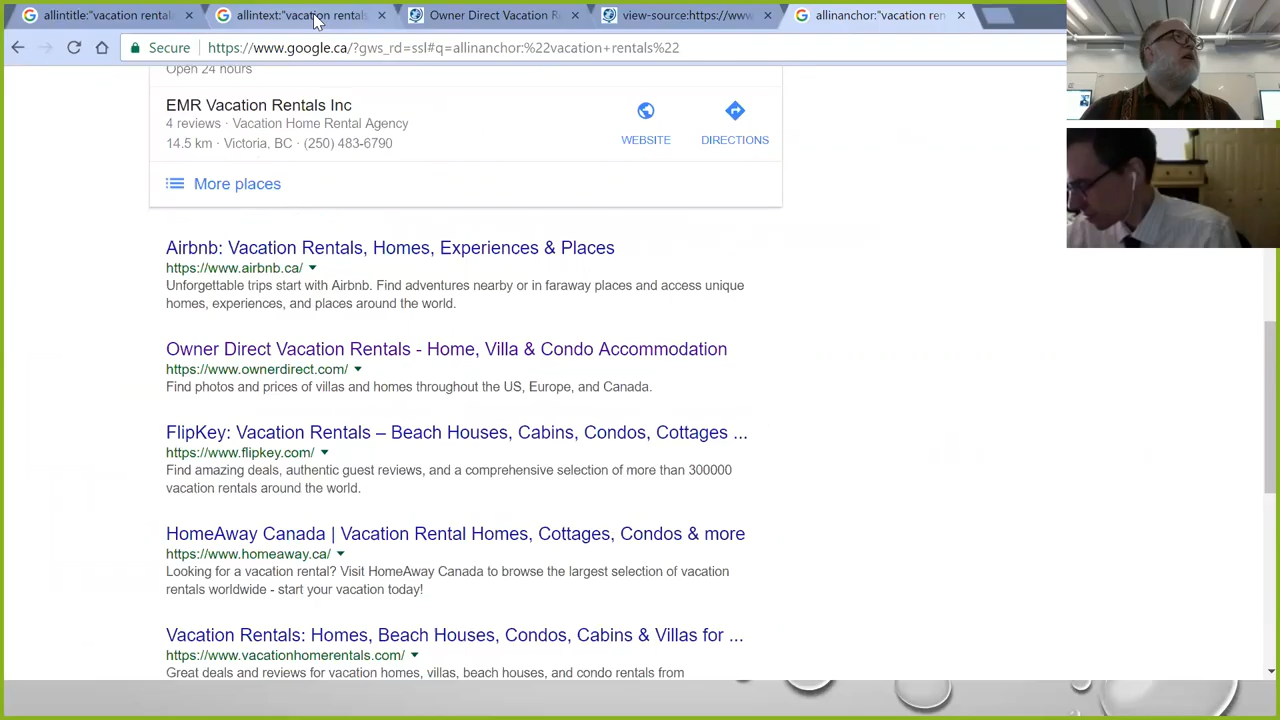 allintitle:"vacation rental
allintext:"vacation rentals
Owner Direct Vacation R
view-source:https://www
allinanchor:"vacation ren
Secure
https://www.google.ca/?gws_rd=ssl#q=allinanchor:%22vacation+rentals%22
Open 24 hours
EMR Vacation Rentals Inc
4 reviews · Vacation Home Rental Agency
14.5 km · Victoria, BC · (250) 483-6790
WEBSITE
DIRECTIONS
More places
Airbnb: Vacation Rentals, Homes, Experiences & Places
https://www.airbnb.ca/
Unforgettable trips start with Airbnb. Find adventures nearby or in faraway places and access unique
homes, experiences, and places around the world.
Owner Direct Vacation Rentals - Home, Villa & Condo Accommodation
https://www.ownerdirect.com/
Find photos and prices of villas and homes throughout the US, Europe, and Canada.
FlipKey: Vacation Rentals – Beach Houses, Cabins, Condos, Cottages ...
https://www.flipkey.com/
Find amazing deals, authentic guest reviews, and a comprehensive selection of more than 300000
vacation rentals around the world.
HomeAway Canada | Vacation Rental Homes, Cottages, Condos & more
https://www.homeaway.ca/
Looking for a vacation rental? Visit HomeAway Canada to browse the largest selection of vacation
rentals worldwide - start your vacation today!
Vacation Rentals: Homes, Beach Houses, Condos, Cabins & Villas for ...
https://www.vacationhomerentals.com/
Great deals and reviews for vacation homes, villas, beach houses, and condo rentals from